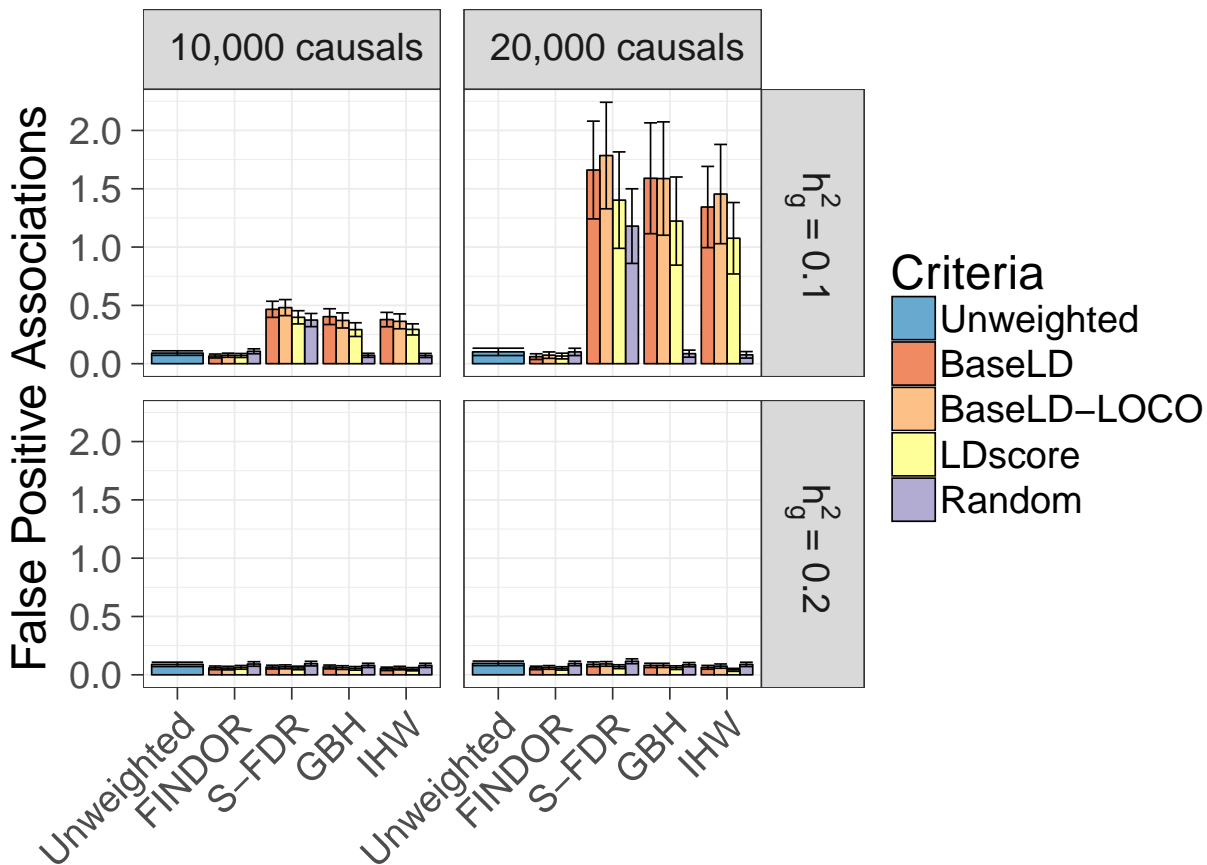 10,000 causals
20,000 causals
False Positive Associations
2.0
1.5
1.0
0.5
0.0
h²g = 0.1
2.0
1.5
1.0
0.5
0.0
h²g = 0.2
Unweighted
FINDOR
S−FDR
GBH
IHW
Unweighted
FINDOR
S−FDR
GBH
IHW
Criteria
Unweighted
BaseLD
BaseLD−LOCO
LDscore
Random